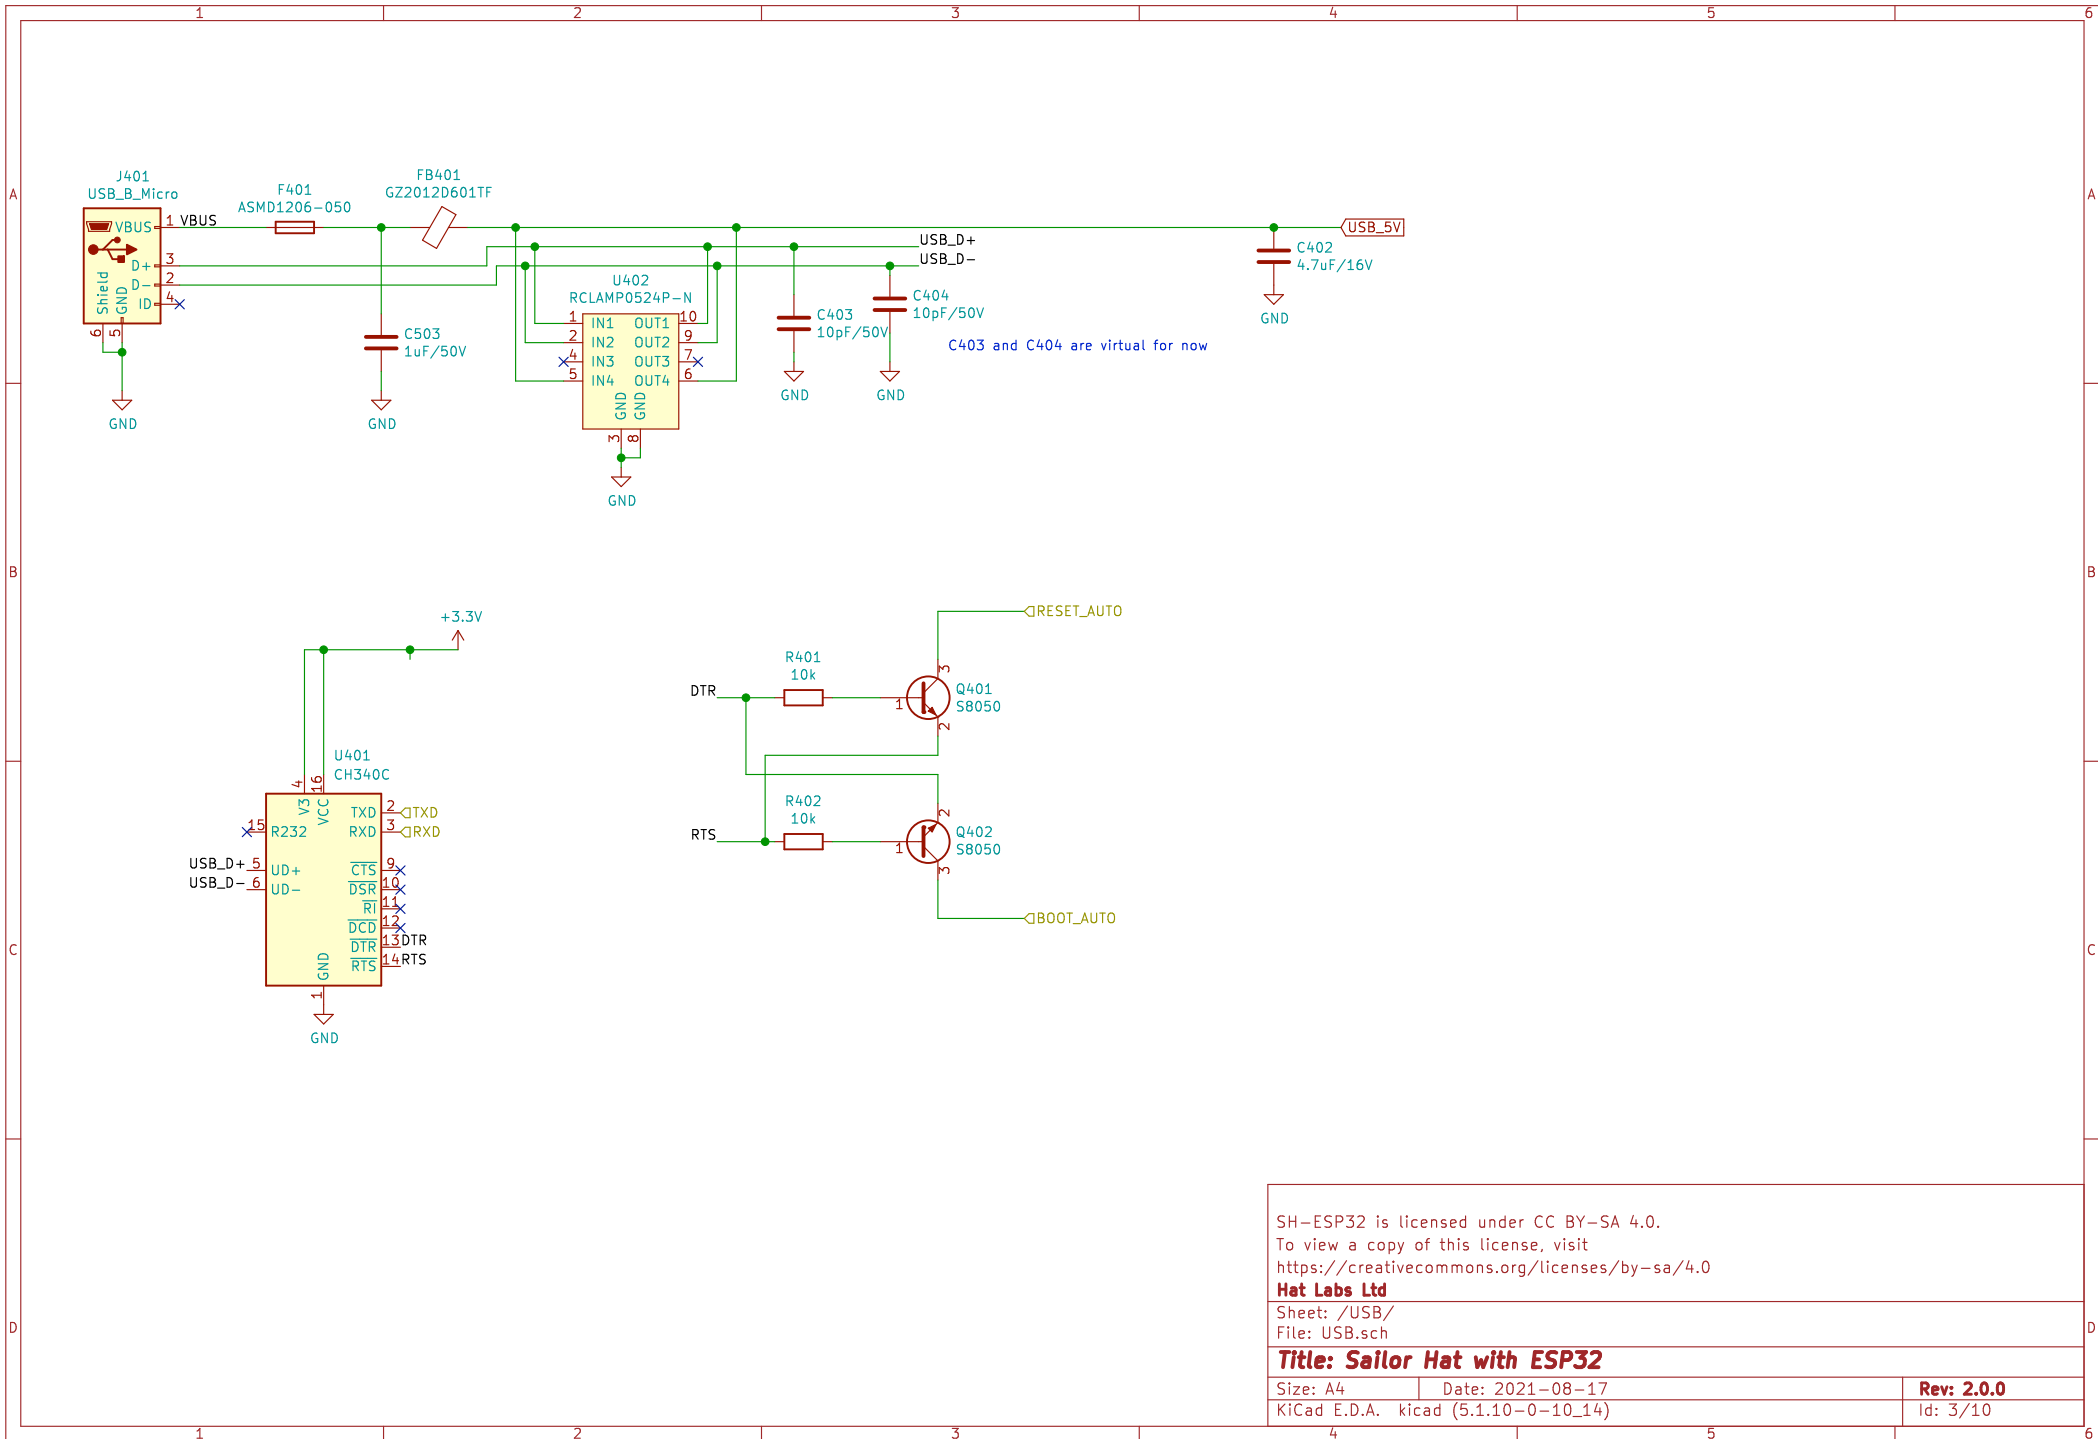 1 2 3 4 5 6
A A
B B
C C
D D
1 2 3 4 5 6
J401
USB_B_Micro
VBUS 1 VBUS
D+ 3
D- 2
ID 4
Shield
GND
6 5
GND
F401
ASMD1206-050
FB401
GZ2012D601TF
C503
1uF/50V
GND
U402
RCLAMP0524P-N
1 IN1 OUT1 10
2 IN2 OUT2 9
4 IN3 OUT3 7
5 IN4 OUT4 6
GND GND
3 8
GND
USB_D+
USB_D-
C403
10pF/50V
GND
C404
10pF/50V
GND
C403 and C404 are virtual for now
USB_5V
C402
4.7uF/16V
GND
+3.3V
U401
CH340C
4 16
V3 VCC
TXD 2 TXD
15 R232 RXD 3 RXD
USB_D+ 5 UD+ CTS 9
USB_D- 6 UD- DSR 10
RI 11
DCD 12
DTR 13 DTR
RTS 14 RTS
GND
1
GND
RESET_AUTO
R401
10k
DTR
1 3 2
Q401
S8050
R402
10k
RTS
1 2 3
Q402
S8050
BOOT_AUTO
SH-ESP32 is licensed under CC BY-SA 4.0.
To view a copy of this license, visit
https://creativecommons.org/licenses/by-sa/4.0
Hat Labs Ltd
Sheet: /USB/
File: USB.sch
Title: Sailor Hat with ESP32
Size: A4 Date: 2021-08-17 Rev: 2.0.0
KiCad E.D.A. kicad (5.1.10-0-10_14) Id: 3/10